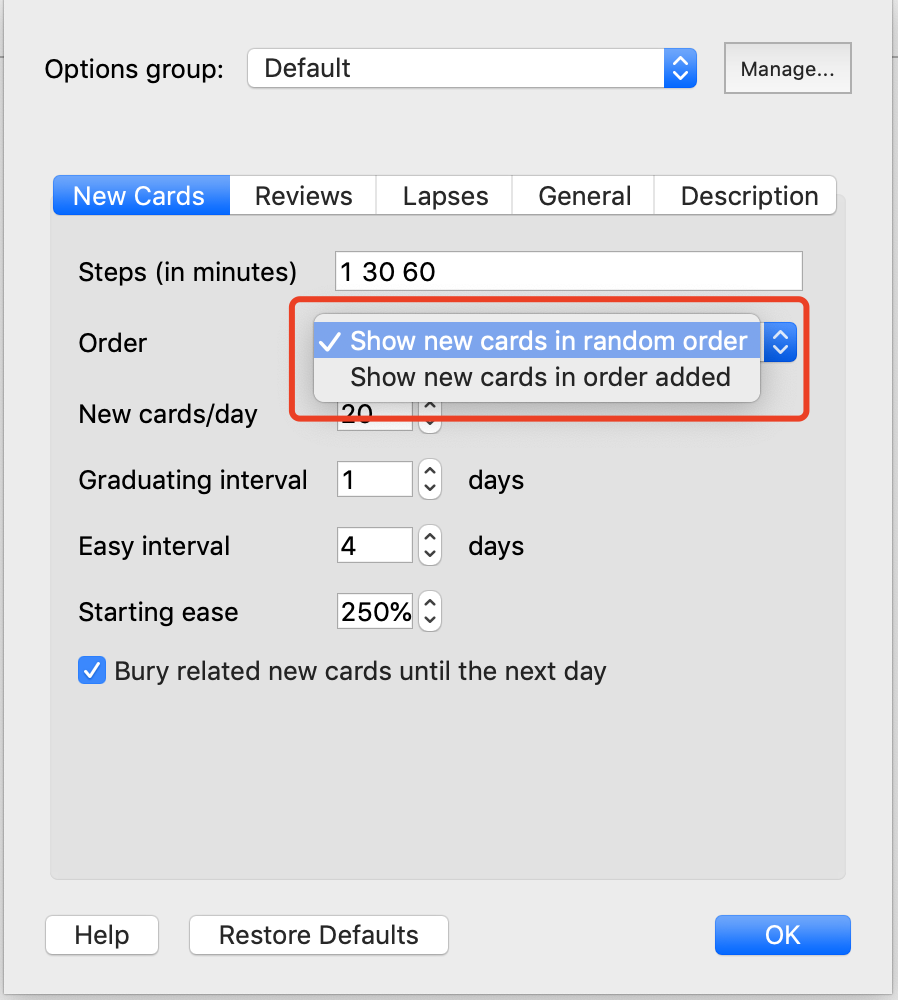 Options group: Default Manage...
New Cards Reviews Lapses General Description
Steps (in minutes) 1 30 60
Order Show new cards in random order
Show new cards in order added
New cards/day 20
Graduating interval 1 days
Easy interval 4 days
Starting ease 250%
Bury related new cards until the next day
Help Restore Defaults OK